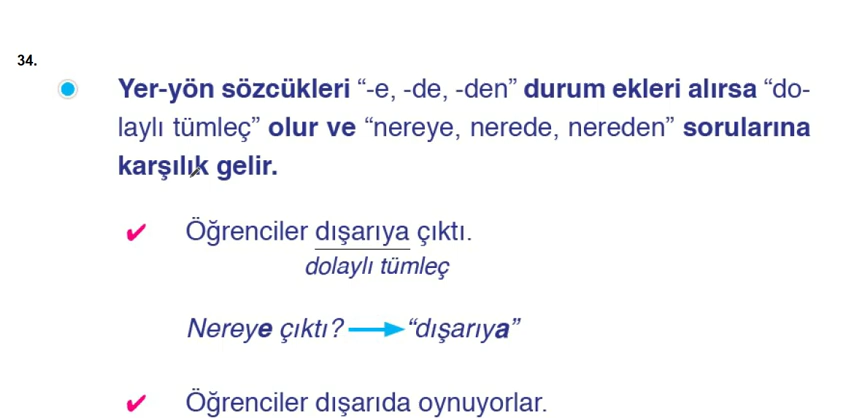 34.
Yer-yön sözcükleri “-e, -de, -den” durum ekleri alırsa “do-
laylı tümleç” olur ve “nereye, nerede, nereden” sorularına
karşılık gelir.
✔ Öğrenciler dışarıya çıktı.
dolaylı tümleç
Nereye çıktı? → “dışarıya”
✔ Öğrenciler dışarıda oynuyorlar.